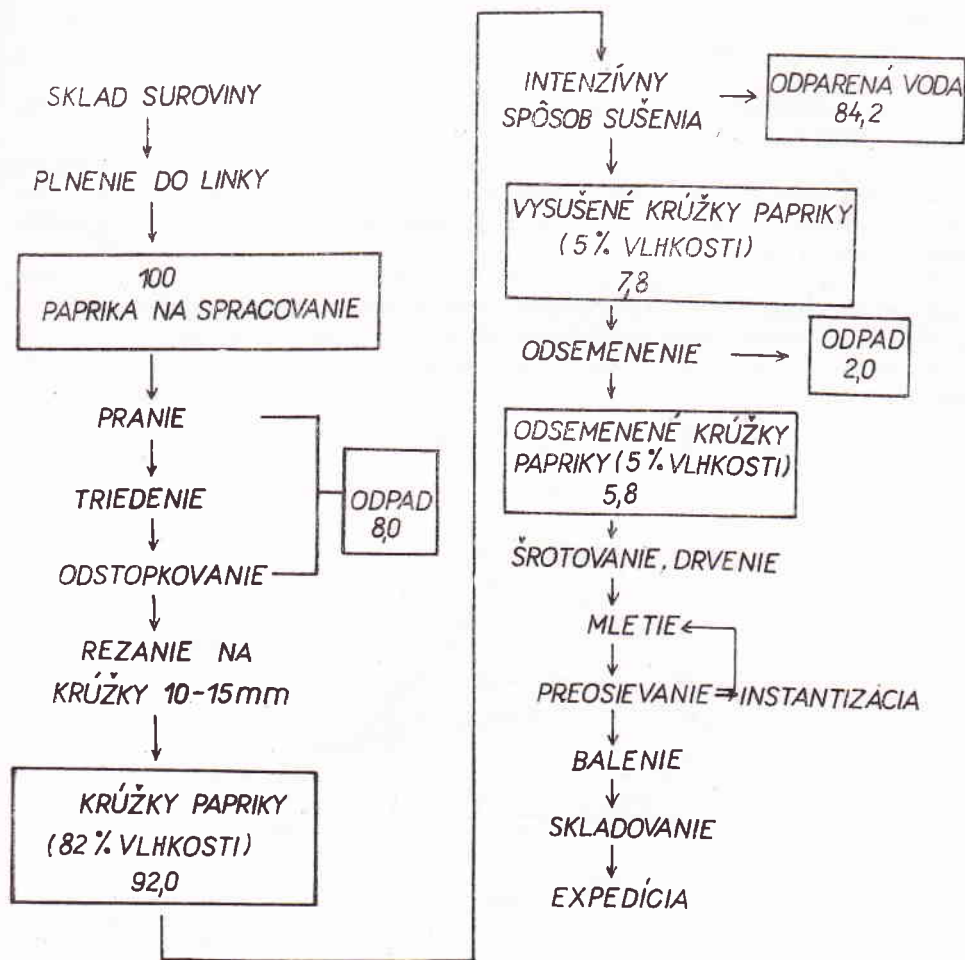 SKLAD SUROVINY
PLNENIE DO LINKY
100
PAPRIKA NA SPRACOVANIE
PRANIE
TRIEDENIE
ODSTOPKOVANIE
ODPAD
8,0
REZANIE NA
KRÚŽKY 10-15mm
KRÚŽKY PAPRIKY
(82 % VLHKOSTI)
92,0
INTENZÍVNY
SPÔSOB SUŠENIA
ODPARENÁ VODA
84,2
VYSUŠENÉ KRÚŽKY PAPRIKY
(5 % VLHKOSTI)
7,8
ODSEMENENIE
ODPAD
2,0
ODSEMENENÉ KRÚŽKY
PAPRIKY (5 % VLHKOSTI)
5,8
ŠROTOVANIE, DRVENIE
MLETIE
PREOSIEVANIE INSTANTIZÁCIA
BALENIE
SKLADOVANIE
EXPEDÍCIA